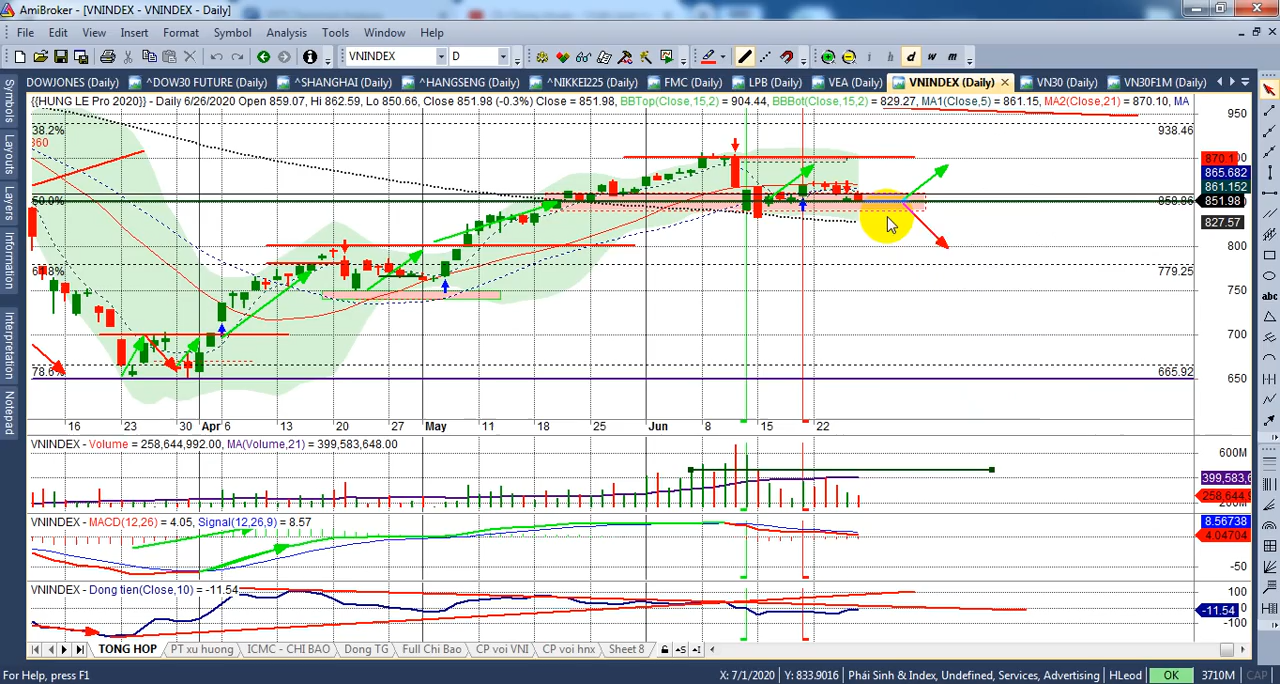 AmiBroker - [VNINDEX - VNINDEX - Daily]
File Edit View Insert Format Symbol Analysis Tools Window Help
VNINDEX D i h d w m
DOWJONES (Daily) ^DOW30 FUTURE (Daily) ^SHANGHAI (Daily) ^HANGSENG (Daily) ^NIKKEI225 (Daily) FMC (Daily) LPB (Daily) VEA (Daily) VNINDEX (Daily) VN30 (Daily) VN30F1M (Daily)
{{HUNG LE Pro 2020}} - Daily 6/26/2020 Open 859.07, Hi 862.59, Lo 850.66, Close 851.98 (-0.3%) Close = 851.98, BBTop(Close,15,2) = 904.44, BBBot(Close,15,2) = 829.27, MA1(Close,5) = 861.15, MA2(Close,21) = 870.10, MA
950
38.2% 938.46
360
870.1
865.682
861.152
50.0% 851.98
827.57
800
779.25
750
700
78.6% 665.92
650
16 23 30 Apr 6 13 20 27 May 11 18 25 Jun 8 15 22
VNINDEX - Volume = 258,644,992.00, MA(Volume,21) = 399,583,648.00
600M
399,583,6
258,644,9
VNINDEX - MACD(12,26) = 4.05, Signal(12,26,9) = 8.57
8.56738
4.04704
-50
VNINDEX - Dong tien(Close,10) = -11.54
100
-11.54
-100
TONG HOP PT xu huong ICMC - CHI BAO Dong TG Full Chi Bao CP voi VNI CP voi hnx Sheet 8
For Help, press F1 X: 7/1/2020 Y: 833.9016 Phái Sinh & Index, Undefined, Services, Advertising HLeod OK 3710M CAP
Symbols
Layouts
Layers
Information
Interpretation
Notepad
abc